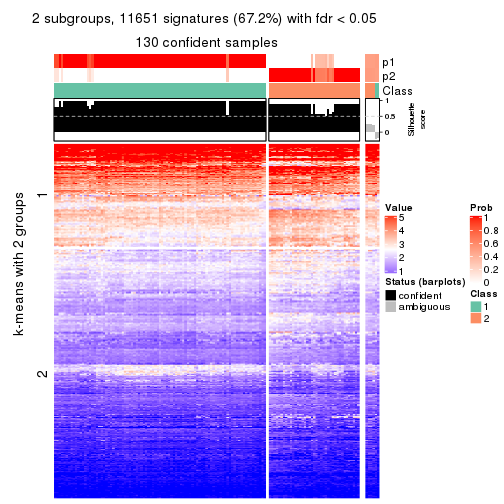 2 subgroups, 11651 signatures (67.2%) with fdr < 0.05
130 confident samples
p1
p2
Class
1
0.5
0
Silhouette
score
k-means with 2 groups
1
2
Value
5
4
3
2
1
Status (barplots)
confident
ambiguous
Prob
1
0.8
0.6
0.4
0.2
0
Class
1
2